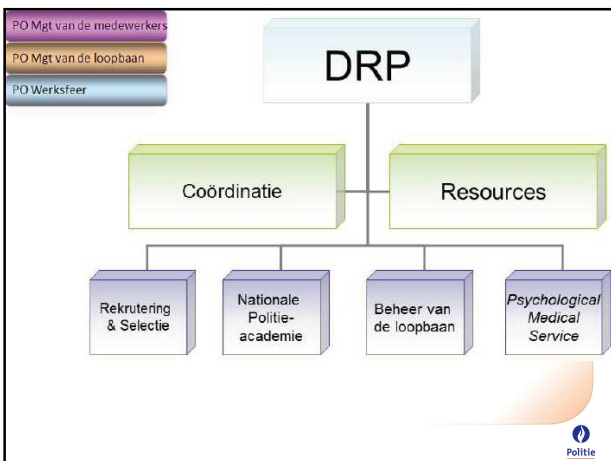 PO Mgt van de medewerkers
PO Mgt van de loopbaan
PO Werksfeer
DRP
Coördinatie
Resources
Rekrutering
& Selectie
Nationale
Politie-
academie
Beheer van
de loopbaan
Psychological
Medical
Service
Politie